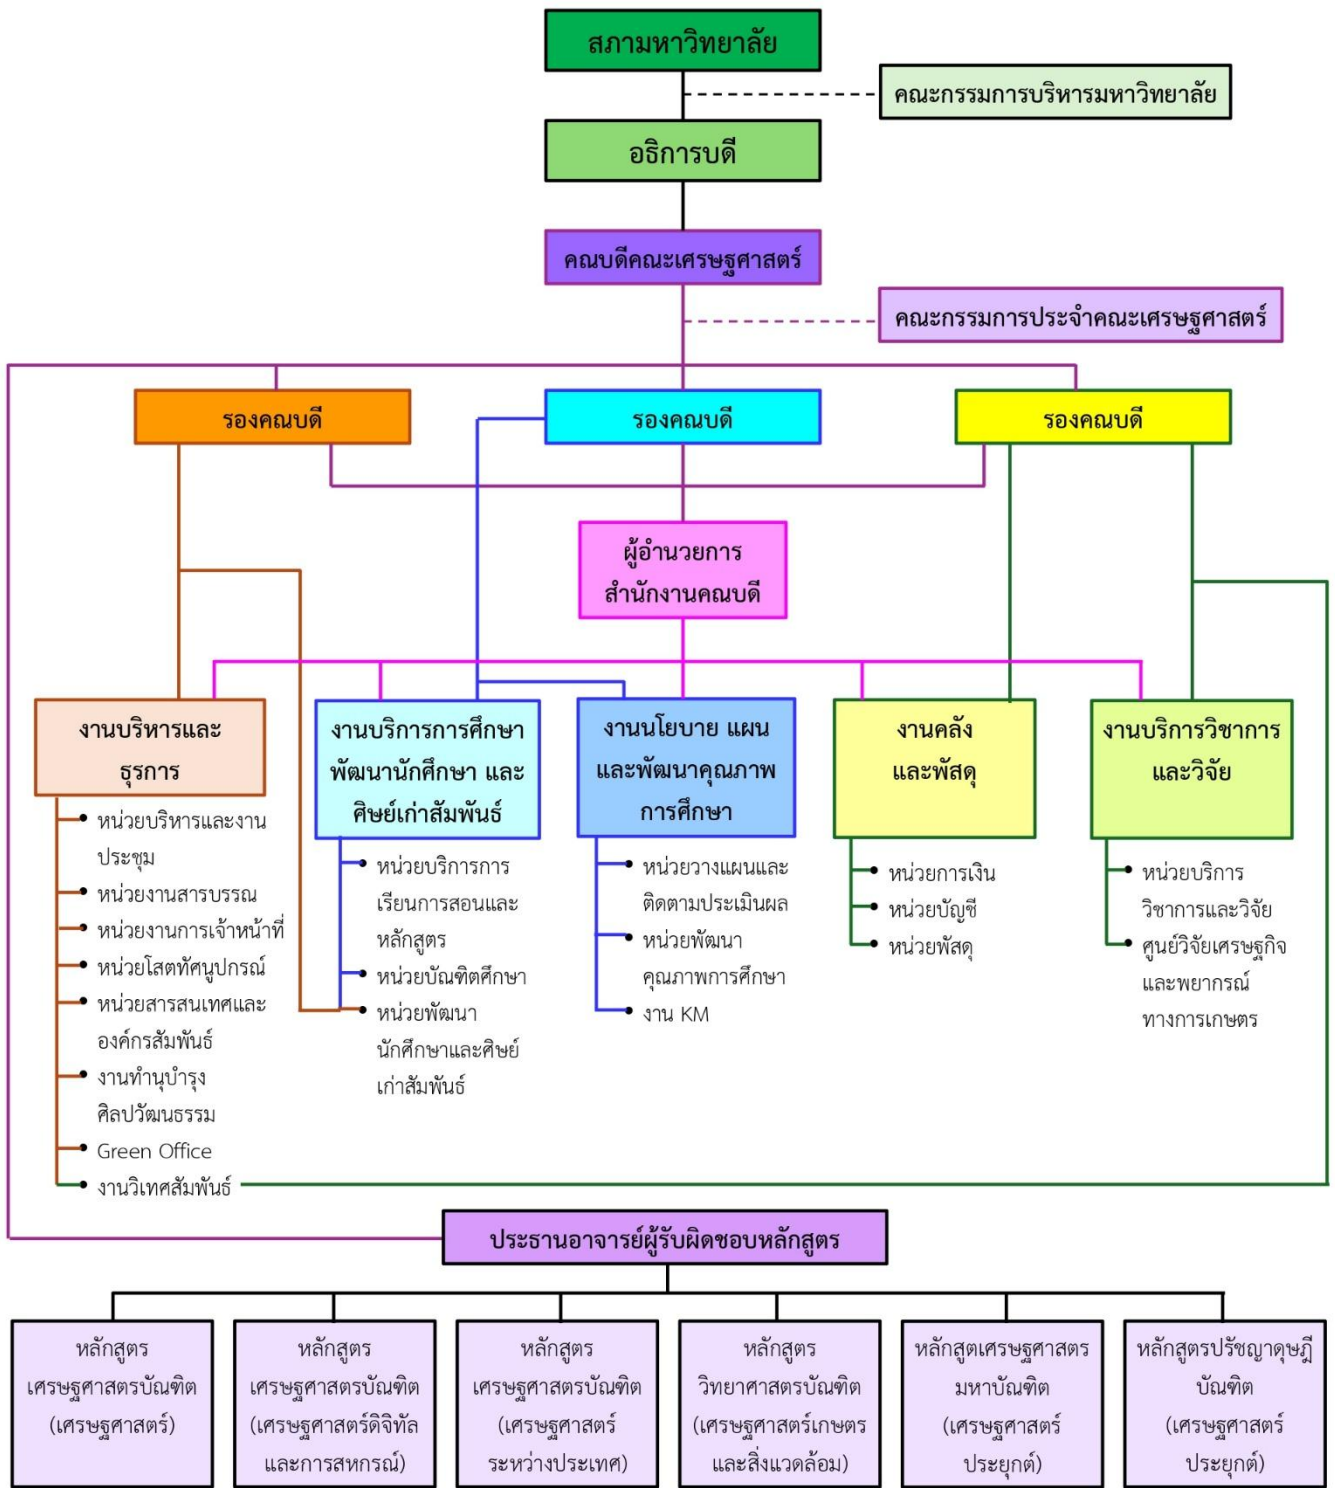 สภามหาวิทยาลัย
คณะกรรมการบริหารมหาวิทยาลัย
อธิการบดี
คณบดีคณะเศรษฐศาสตร์
คณะกรรมการประจำคณะเศรษฐศาสตร์
รองคณบดี
รองคณบดี
รองคณบดี
ผู้อำนวยการ
สำนักงานคณบดี
งานบริหารและ
ธุรการ
หน่วยบริหารและงาน
ประชุม
หน่วยงานสารบรรณ
หน่วยงานการเจ้าหน้าที่
หน่วยโสตทัศนูปกรณ์
หน่วยสารสนเทศและ
องค์กรสัมพันธ์
งานทำนุบำรุง
ศิลปวัฒนธรรม
Green Office
งานวิเทศสัมพันธ์
งานบริการการศึกษา
พัฒนานักศึกษา และ
ศิษย์เก่าสัมพันธ์
หน่วยบริการการ
เรียนการสอนและ
หลักสูตร
หน่วยบัณฑิตศึกษา
หน่วยพัฒนา
นักศึกษาและศิษย์
เก่าสัมพันธ์
งานนโยบาย แผน
และพัฒนาคุณภาพ
การศึกษา
หน่วยวางแผนและ
ติดตามประเมินผล
หน่วยพัฒนา
คุณภาพการศึกษา
งาน KM
งานคลัง
และพัสดุ
หน่วยการเงิน
หน่วยบัญชี
หน่วยพัสดุ
งานบริการวิชาการ
และวิจัย
หน่วยบริการ
วิชาการและวิจัย
ศูนย์วิจัยเศรษฐกิจ
และพยากรณ์
ทางการเกษตร
ประธานอาจารย์ผู้รับผิดชอบหลักสูตร
หลักสูตร
เศรษฐศาสตรบัณฑิต
(เศรษฐศาสตร์)
หลักสูตร
เศรษฐศาสตรบัณฑิต
(เศรษฐศาสตร์ดิจิทัล
และการสหกรณ์)
หลักสูตร
เศรษฐศาสตรบัณฑิต
(เศรษฐศาสตร์
ระหว่างประเทศ)
หลักสูตร
วิทยาศาสตรบัณฑิต
(เศรษฐศาสตร์เกษตร
และสิ่งแวดล้อม)
หลักสูตเศรษฐศาสตร
มหาบัณฑิต
(เศรษฐศาสตร์
ประยุกต์)
หลักสูตรปรัชญาดุษฎี
บัณฑิต
(เศรษฐศาสตร์
ประยุกต์)